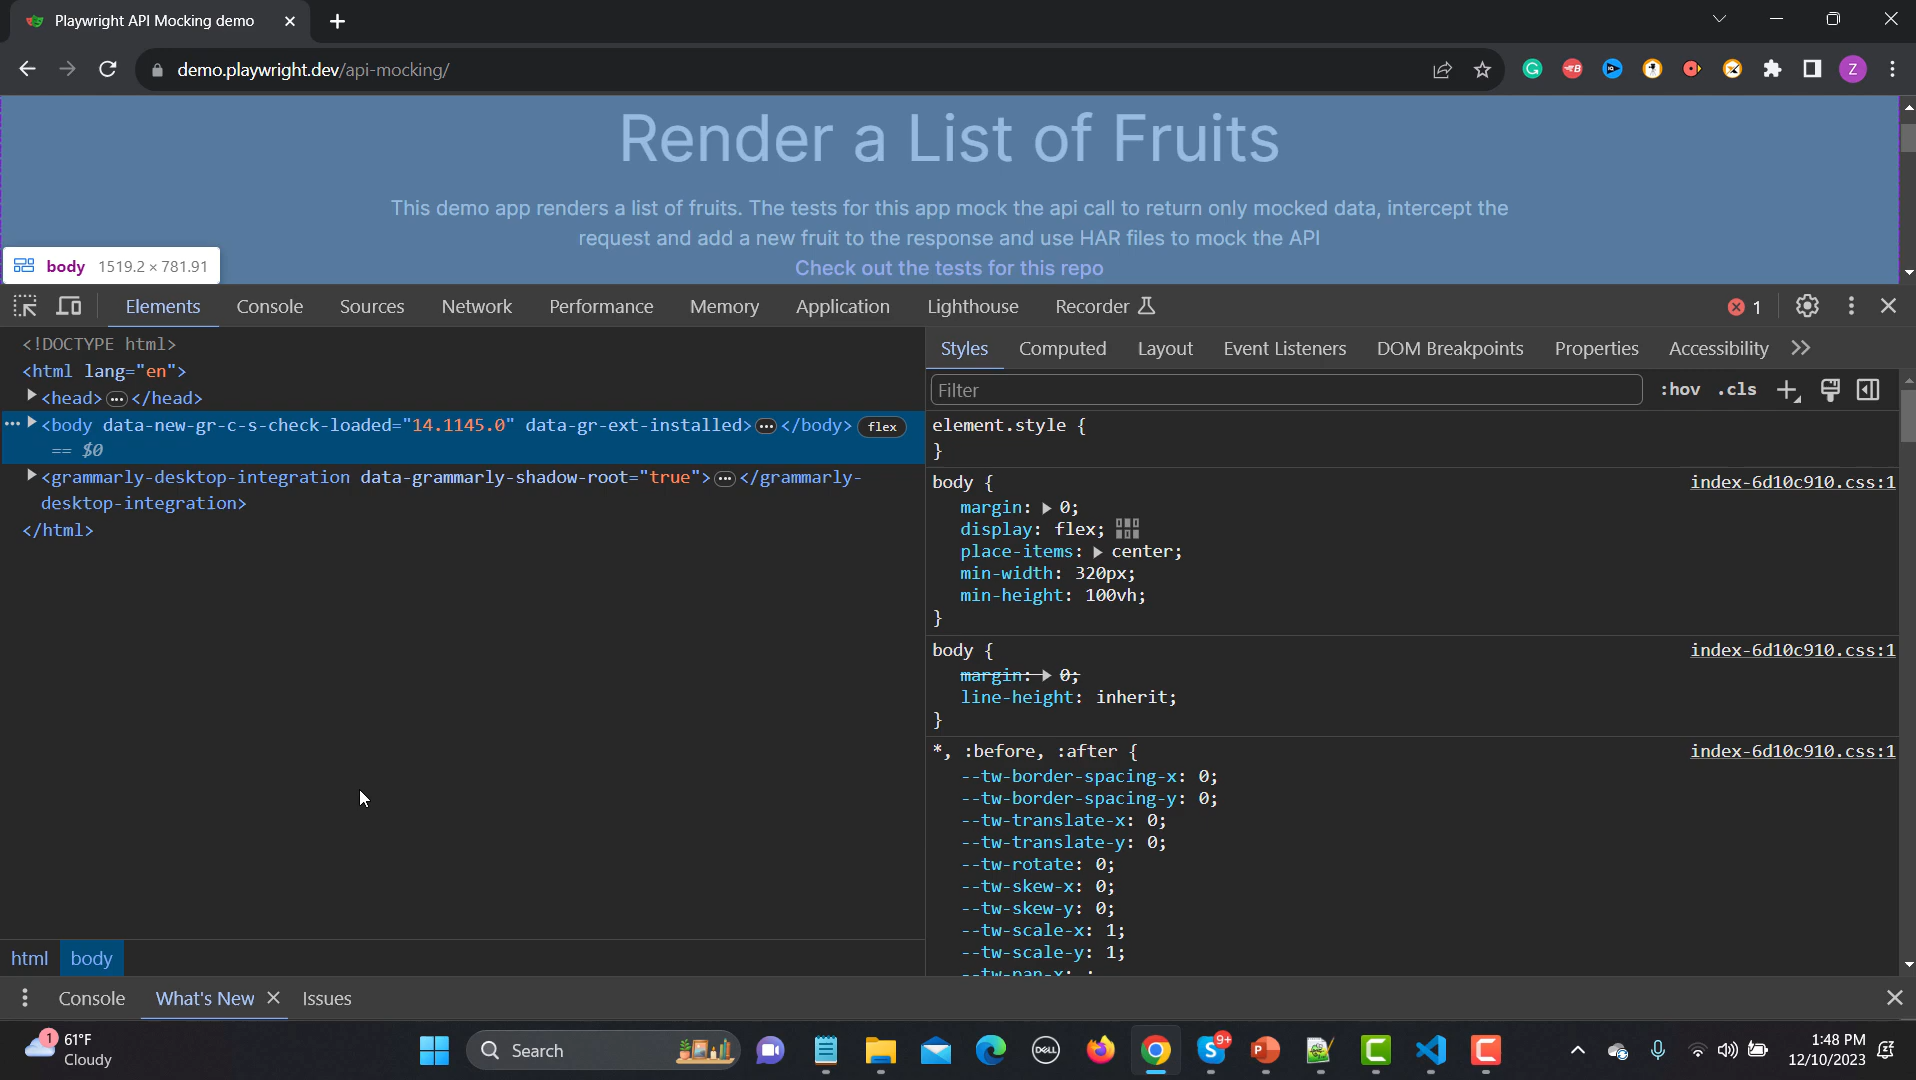 Playwright API Mocking demo
demo.playwright.dev/api-mocking/
Z
Render a List of Fruits
This demo app renders a list of fruits. The tests for this app mock the api call to return only mocked data, intercept the
request and add a new fruit to the response and use HAR files to mock the API
Check out the tests for this repo
body 1519.2 × 781.91
Elements Console Sources Network Performance Memory Application Lighthouse Recorder 1
<!DOCTYPE html>
<html lang="en">
<head>…</head>
<body data-new-gr-c-s-check-loaded="14.1145.0" data-gr-ext-installed>…</body> flex
== $0
<grammarly-desktop-integration data-grammarly-shadow-root="true">…</grammarly-
desktop-integration>
</html>
html body
Styles Computed Layout Event Listeners DOM Breakpoints Properties Accessibility
Filter :hov .cls
element.style {
}
body { index-6d10c910.css:1
margin: 0;
display: flex;
place-items: center;
min-width: 320px;
min-height: 100vh;
}
body { index-6d10c910.css:1
margin: 0;
line-height: inherit;
}
*, :before, :after { index-6d10c910.css:1
--tw-border-spacing-x: 0;
--tw-border-spacing-y: 0;
--tw-translate-x: 0;
--tw-translate-y: 0;
--tw-rotate: 0;
--tw-skew-x: 0;
--tw-skew-y: 0;
--tw-scale-x: 1;
--tw-scale-y: 1;
--tw-pan-x: ;
Console What's New Issues
1
61°F
Cloudy
Search
DELL
9+
1:48 PM
12/10/2023